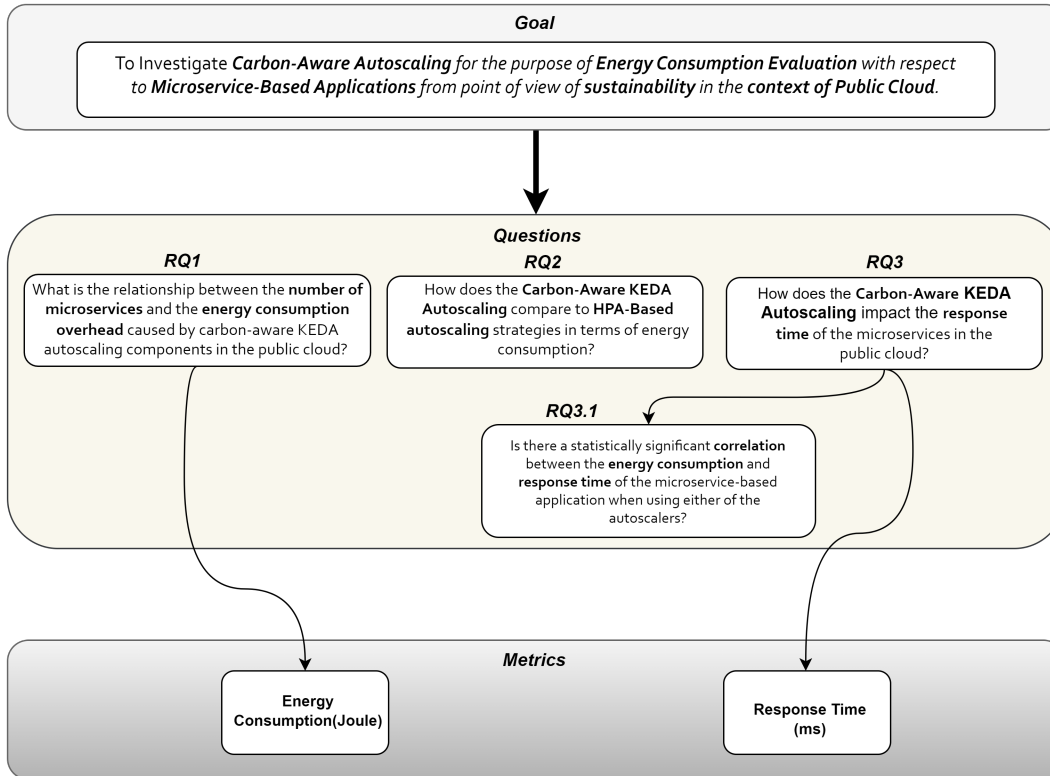 Goal
To Investigate Carbon-Aware Autoscaling for the purpose of Energy Consumption Evaluation with respect
to Microservice-Based Applications from point of view of sustainability in the context of Public Cloud.
Questions
RQ1
What is the relationship between the number of
microservices and the energy consumption
overhead caused by carbon-aware KEDA
autoscaling components in the public cloud?
RQ2
How does the Carbon-Aware KEDA
Autoscaling compare to HPA-Based
autoscaling strategies in terms of energy
consumption?
RQ3
How does the Carbon-Aware KEDA
Autoscaling impact the response
time of the microservices in the
public cloud?
RQ3.1
Is there a statistically significant correlation
between the energy consumption and
response time of the microservice-based
application when using either of the
autoscalers?
Metrics
Energy
Consumption(Joule)
Response Time
(ms)